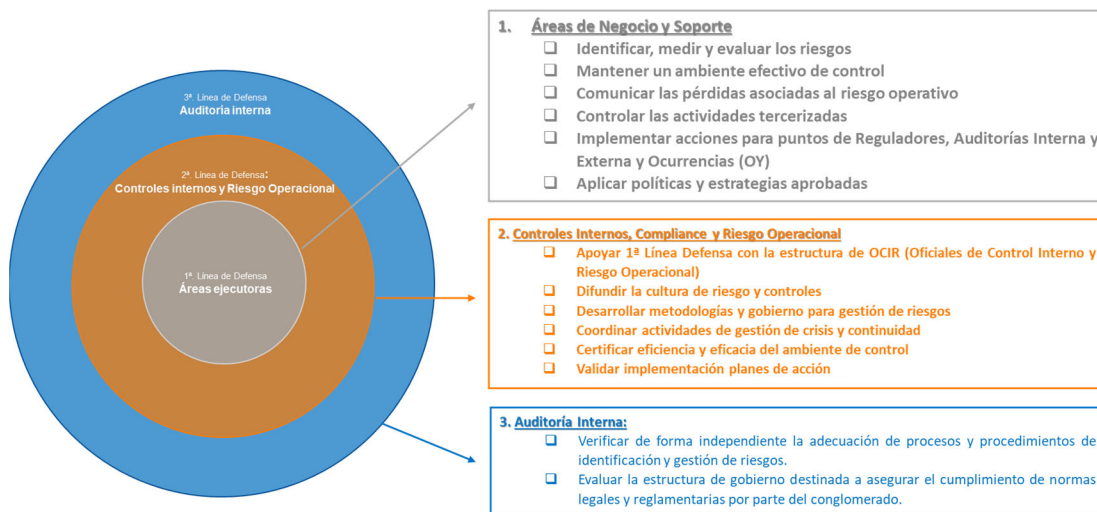 3ª. Línea de Defensa
Auditoría interna
2ª. Línea de Defensa:
Controles internos y Riesgo Operacional
1ª. Línea de Defensa
Áreas ejecutoras
1. Áreas de Negocio y Soporte
❑ Identificar, medir y evaluar los riesgos
❑ Mantener un ambiente efectivo de control
❑ Comunicar las pérdidas asociadas al riesgo operativo
❑ Controlar las actividades tercerizadas
❑ Implementar acciones para puntos de Reguladores, Auditorías Interna y
Externa y Ocurrencias (OY)
❑ Aplicar políticas y estrategias aprobadas
2. Controles Internos, Compliance y Riesgo Operacional
❑ Apoyar 1ª Línea Defensa con la estructura de OCIR (Oficiales de Control Interno y
Riesgo Operacional)
❑ Difundir la cultura de riesgo y controles
❑ Desarrollar metodologías y gobierno para gestión de riesgos
❑ Coordinar actividades de gestión de crisis y continuidad
❑ Certificar eficiencia y eficacia del ambiente de control
❑ Validar implementación planes de acción
3. Auditoría Interna:
❑ Verificar de forma independiente la adecuación de procesos y procedimientos de
identificación y gestión de riesgos.
❑ Evaluar la estructura de gobierno destinada a asegurar el cumplimiento de normas
legales y reglamentarias por parte del conglomerado.